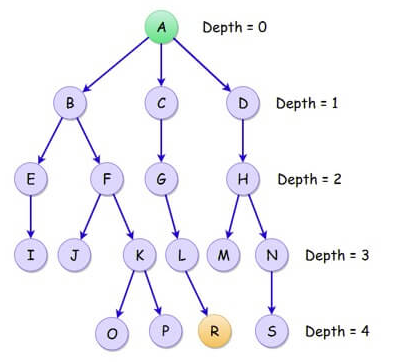 A Depth = 0
B C D Depth = 1
E F G H Depth = 2
I J K L M N Depth = 3
O P R S Depth = 4